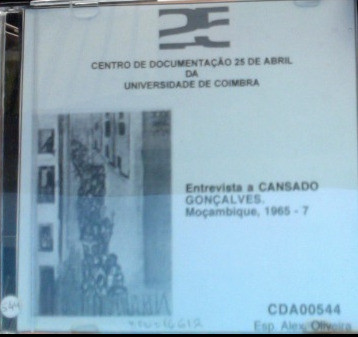 CENTRO DE DOCUMENTAÇÃO 25 DE ABRIL
DA
UNIVERSIDADE DE COIMBRA
Entrevista a CANSADO
GONÇALVES.
Moçambique, 1965 - 7
CDA00544
Esp. Alex. Oliveira